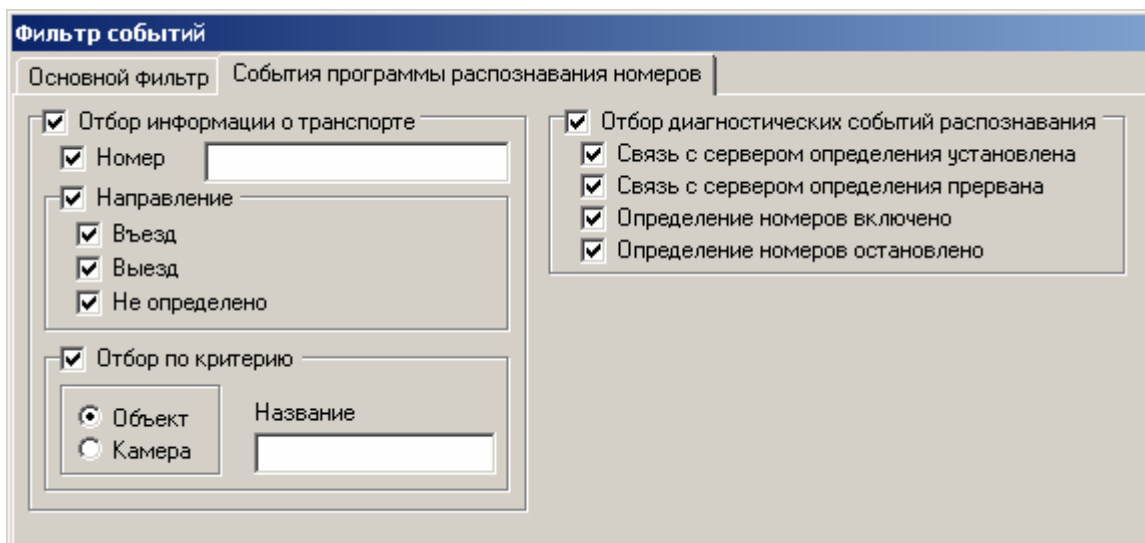 Фильтр событий
Основной фильтр
События программы распознавания номеров
Отбор информации о транспорте
Номер
Направление
Въезд
Выезд
Не определено
Отбор по критерию
Объект
Камера
Название
Отбор диагностических событий распознавания
Связь с сервером определения установлена
Связь с сервером определения прервана
Определение номеров включено
Определение номеров остановлено